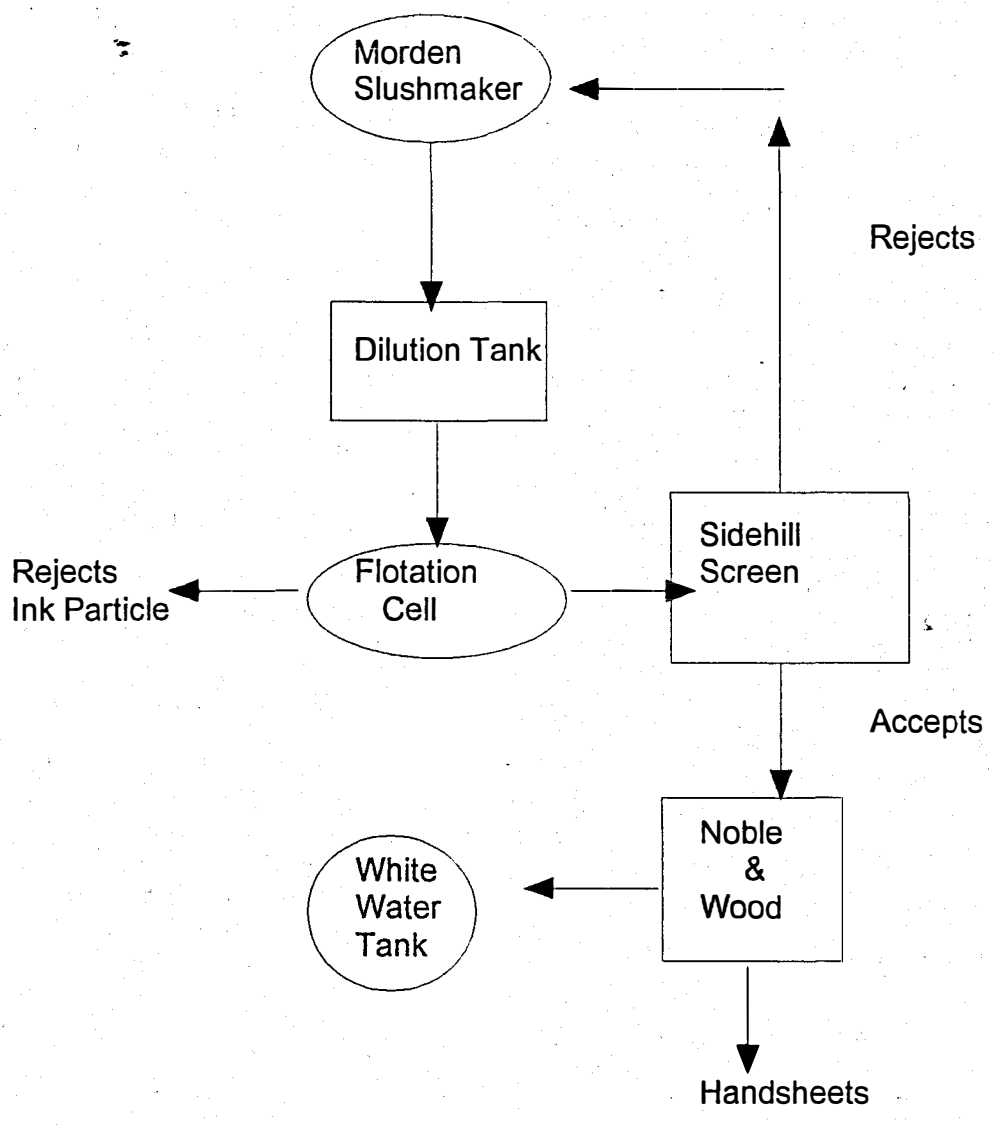 Morden
Slushmaker
Rejects
Dilution Tank
Sidehill
Screen
Rejects
Ink Particle
Flotation
Cell
Accepts
Noble
&
Wood
White
Water
Tank
Handsheets